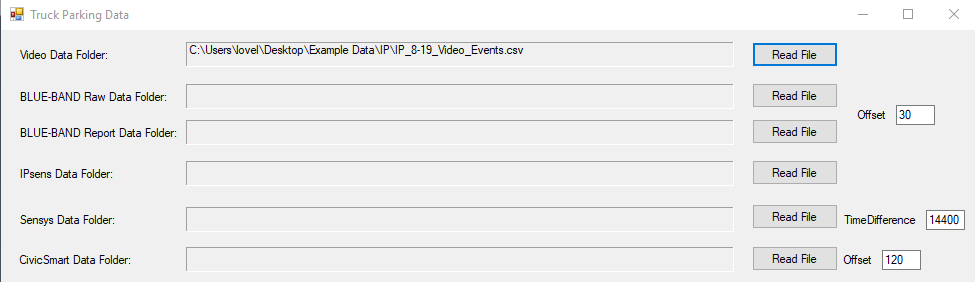 Truck Parking Data
Video Data Folder: C:\Users\lovel\Desktop\Example Data\IP\IP_8-19_Video_Events.csv Read File
BLUE-BAND Raw Data Folder: Read File
Offset 30
BLUE-BAND Report Data Folder: Read File
IPsens Data Folder: Read File
Sensys Data Folder: Read File TimeDifference 14400
CivicSmart Data Folder: Read File Offset 120